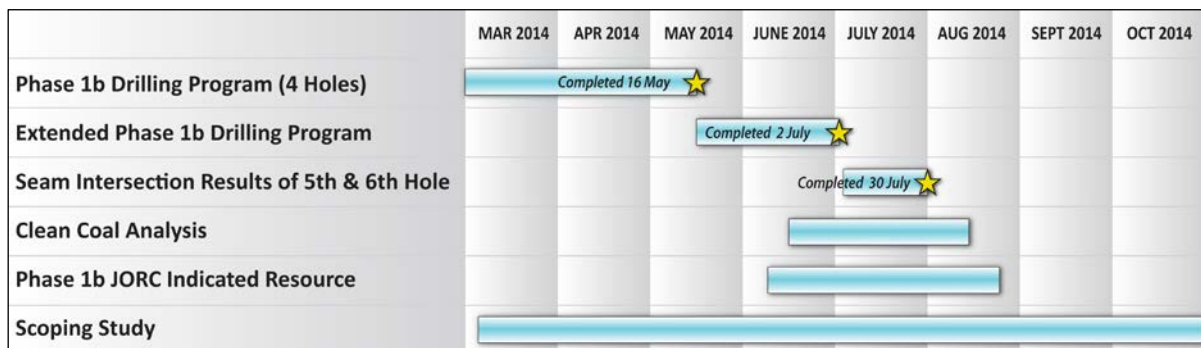 MAR 2014 APR 2014 MAY 2014 JUNE 2014 JULY 2014 AUG 2014 SEPT 2014 OCT 2014
Phase 1b Drilling Program (4 Holes) Completed 16 May
Extended Phase 1b Drilling Program Completed 2 July
Seam Intersection Results of 5th & 6th Hole Completed 30 July
Clean Coal Analysis
Phase 1b JORC Indicated Resource
Scoping Study